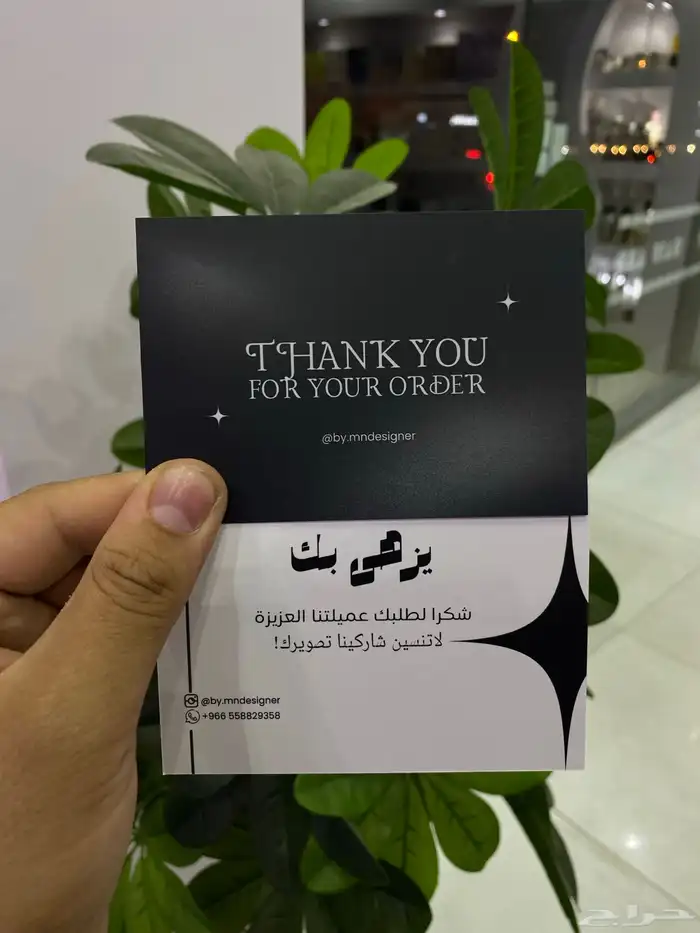 THANK YOU
FOR YOUR ORDER
@by.mndesigner
يزهى بك
شكرا لطلبك عميلتنا العزيزة
لاتنسين شاركينا تصويرك!
@by.mndesigner
+966 558829358
حراج